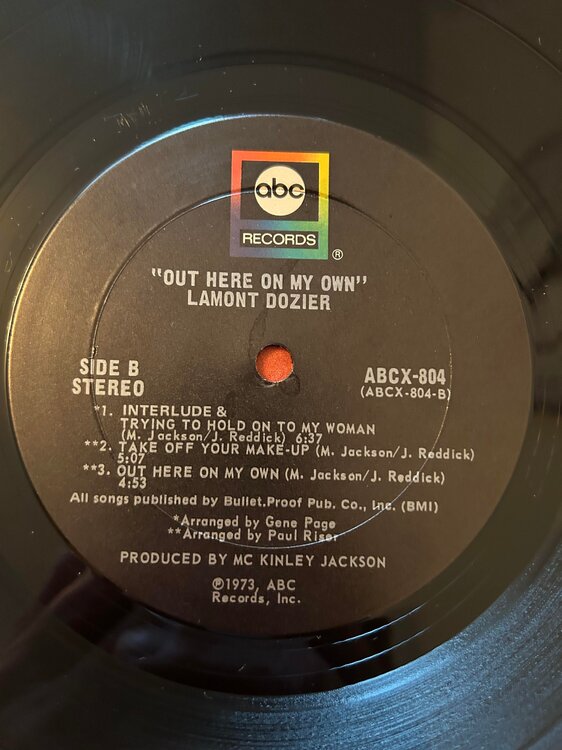 abc
RECORDS
®
"OUT HERE ON MY OWN"
LAMONT DOZIER
SIDE B
STEREO
ABCX-804
(ABCX-804-B)
*1. INTERLUDE &
TRYING TO HOLD ON TO MY WOMAN
(M. Jackson/J. Reddick) 6:37
**2. TAKE OFF YOUR MAKE-UP (M. Jackson/J. Reddick)
5:07
**3. OUT HERE ON MY OWN (M. Jackson/J. Reddick)
4:53
All songs published by Bullet.Proof Pub. Co., Inc. (BMI)
*Arranged by Gene Page
**Arranged by Paul Riser
PRODUCED BY MC KINLEY JACKSON
℗1973, ABC
Records, Inc.